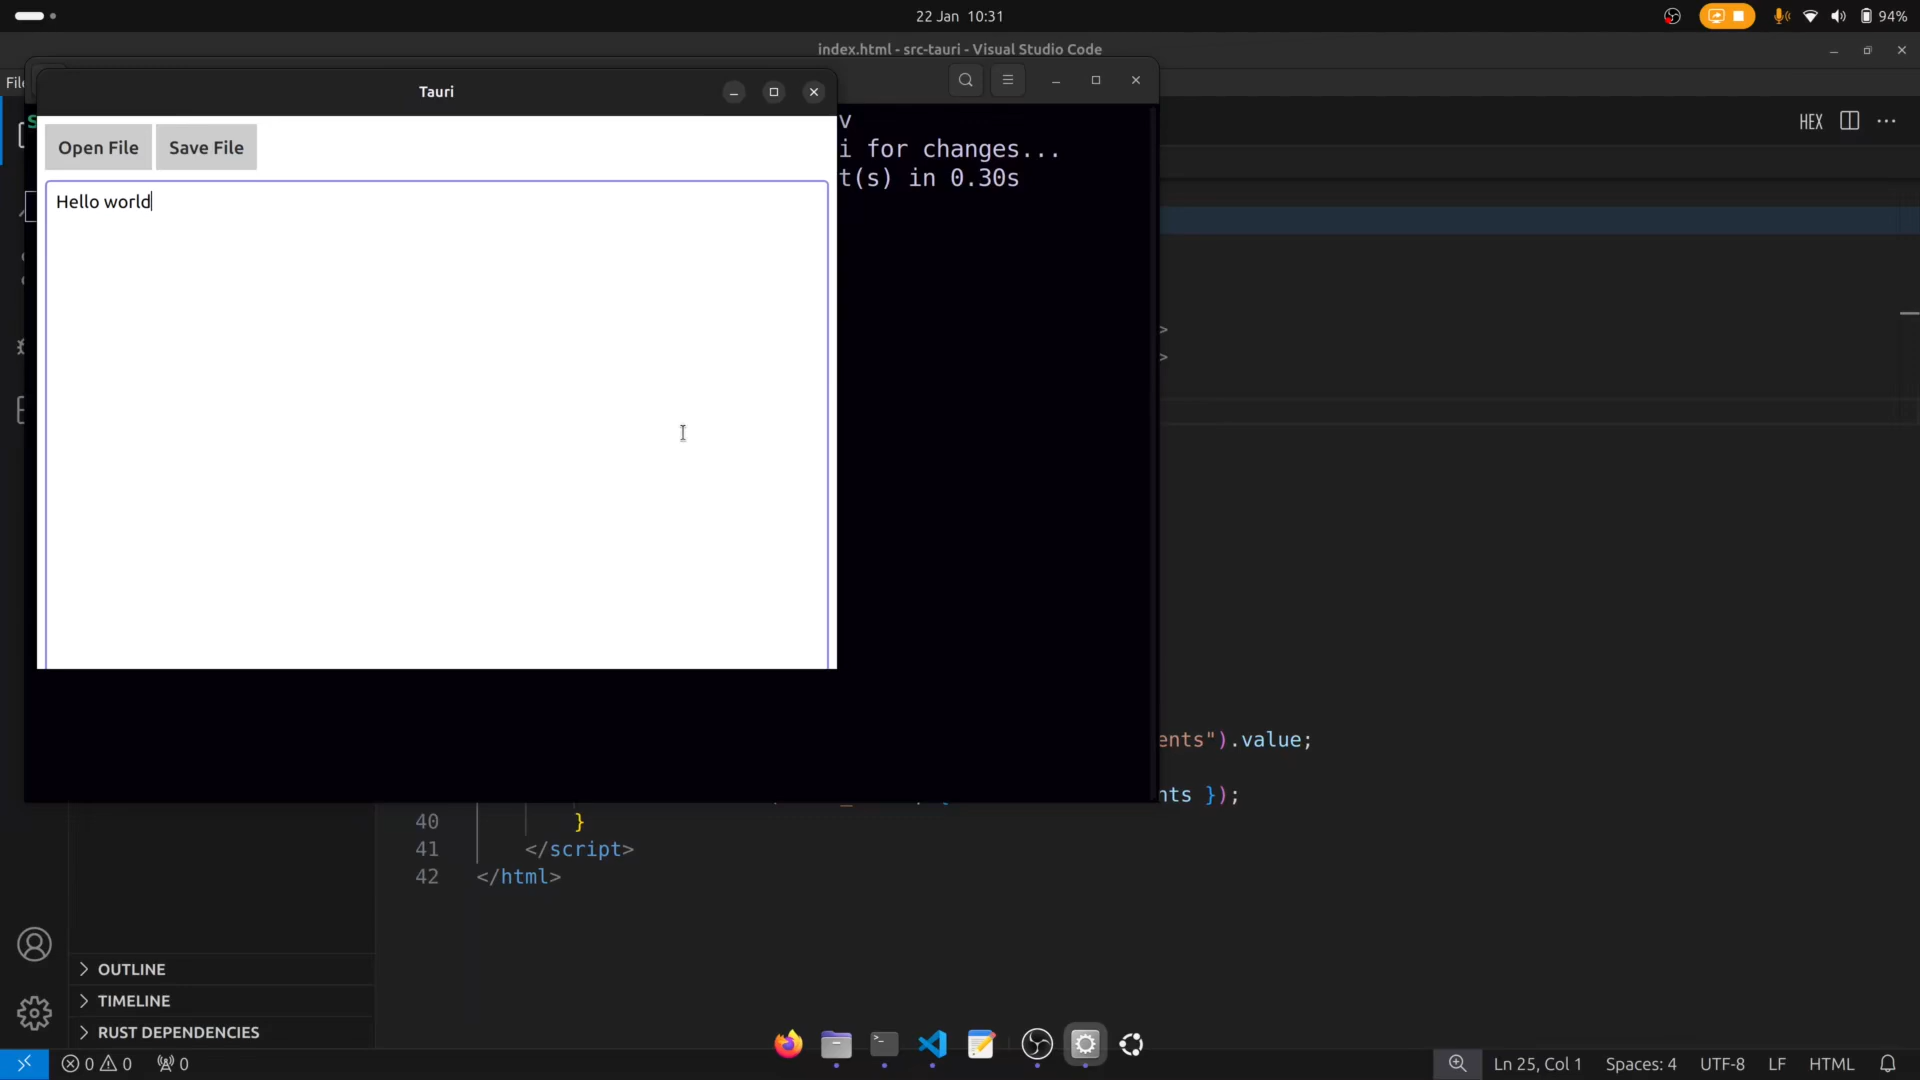 22 Jan 10:31
94%
index.html - src-tauri - Visual Studio Code
Tauri
HEX
Open File
Save File
Hello world
v
i for changes...
t(s) in 0.30s
>
>
ents").value;
nts });
40 }
41 </script>
42 </html>
OUTLINE
TIMELINE
RUST DEPENDENCIES
0 0 0
Ln 25, Col 1
Spaces: 4
UTF-8
LF
HTML